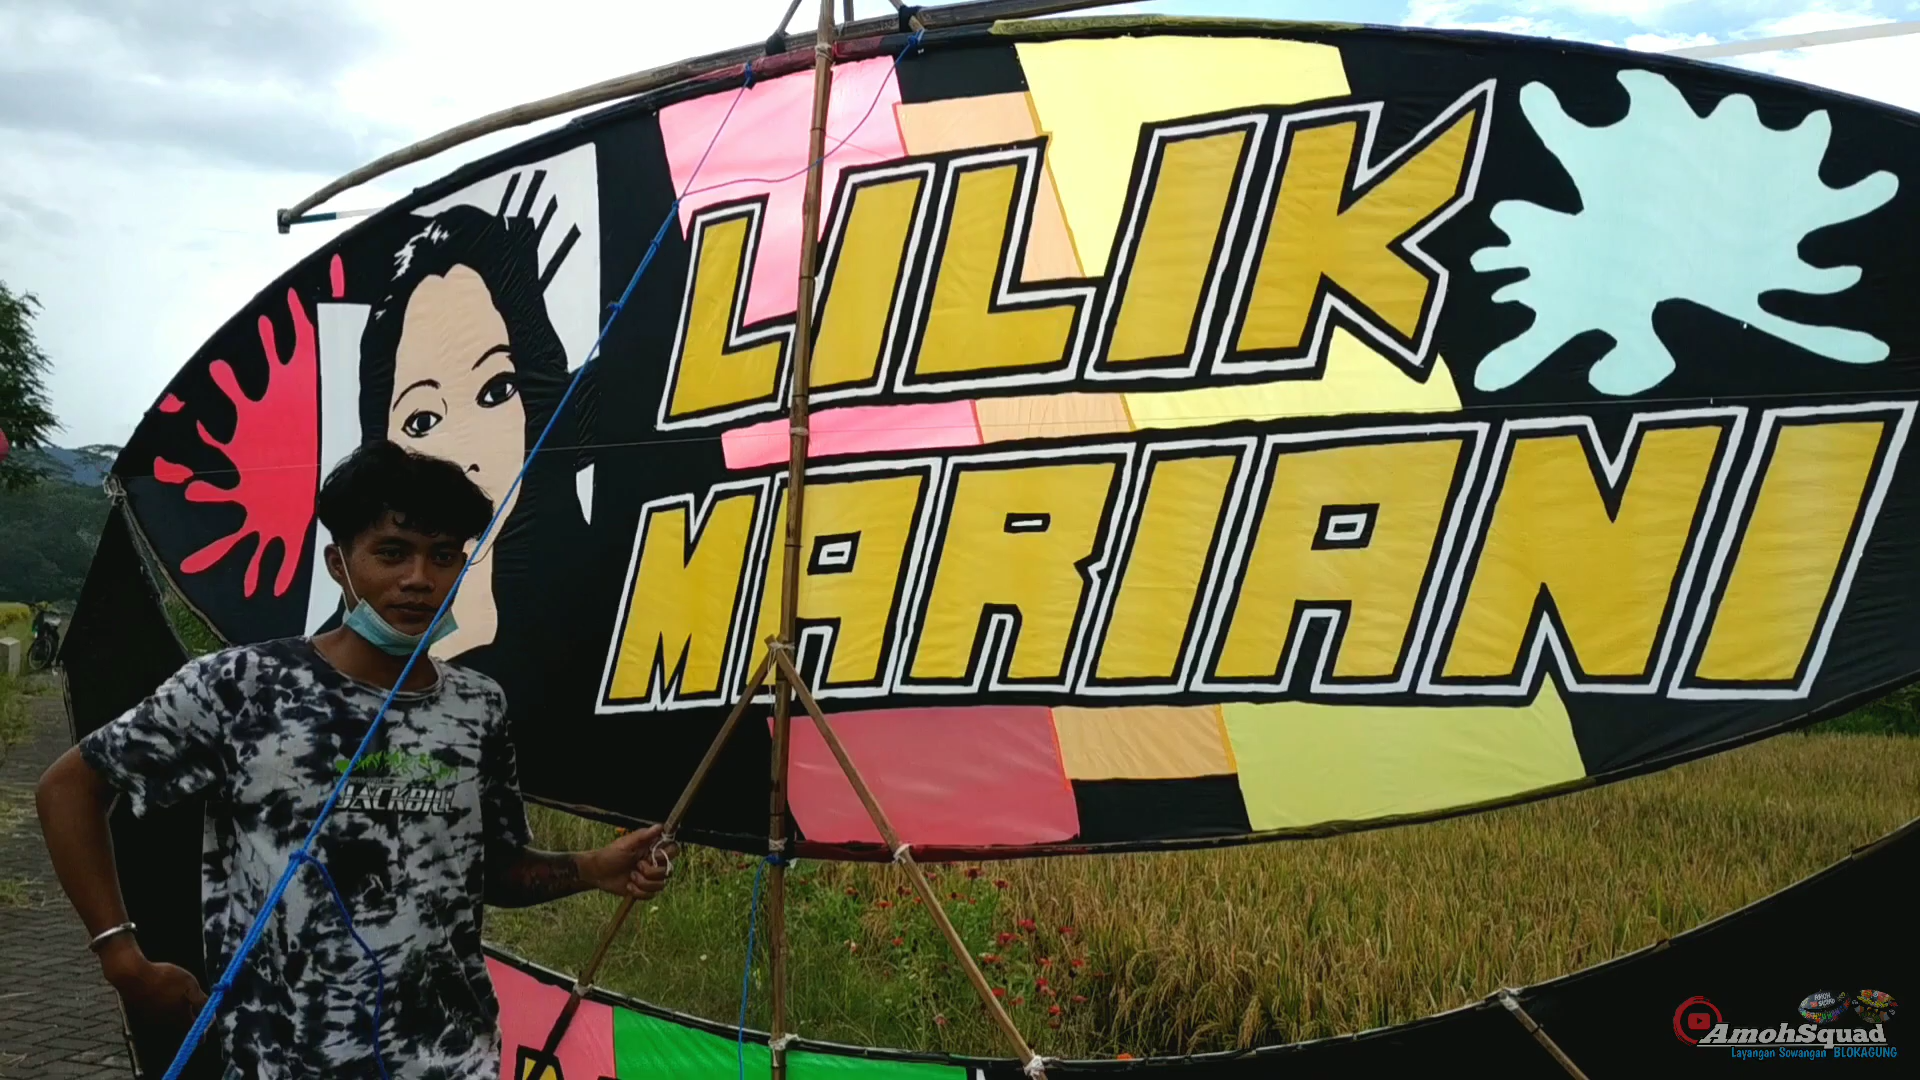 LILIK
MARIANI
JACKBILL
AmohSquad
Layangan Sowangan BLOKAGUNG